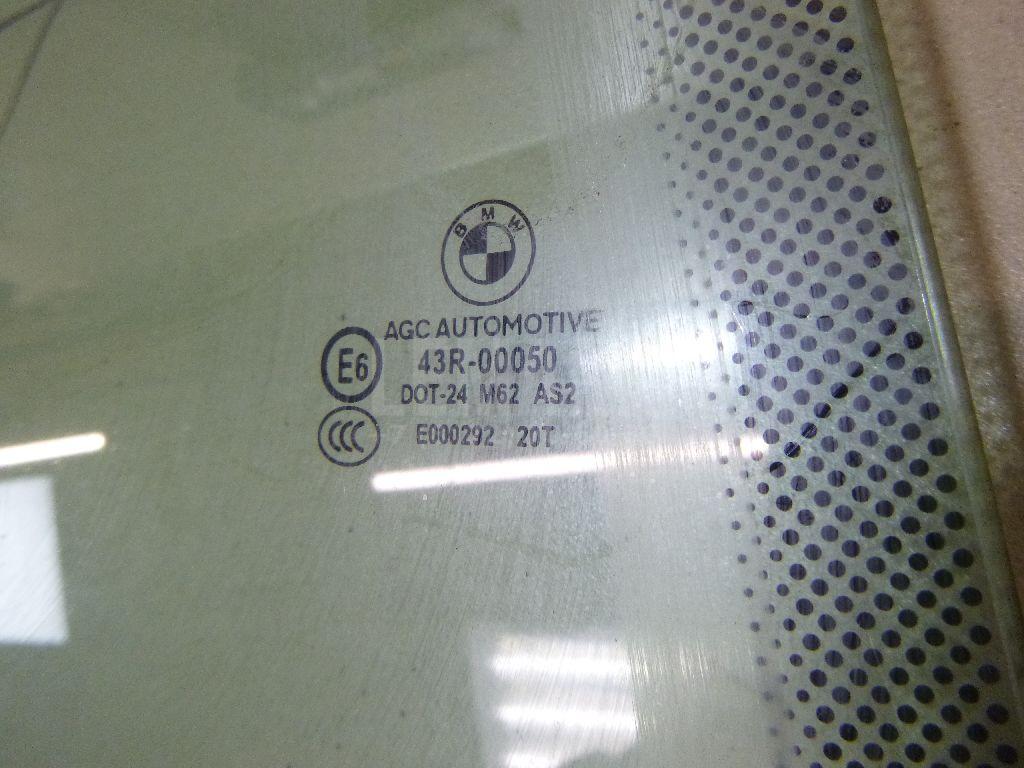 BMW
AGC AUTOMOTIVE
E6
43R-00050
DOT-24 M62 AS2
CCC
E000292 20T